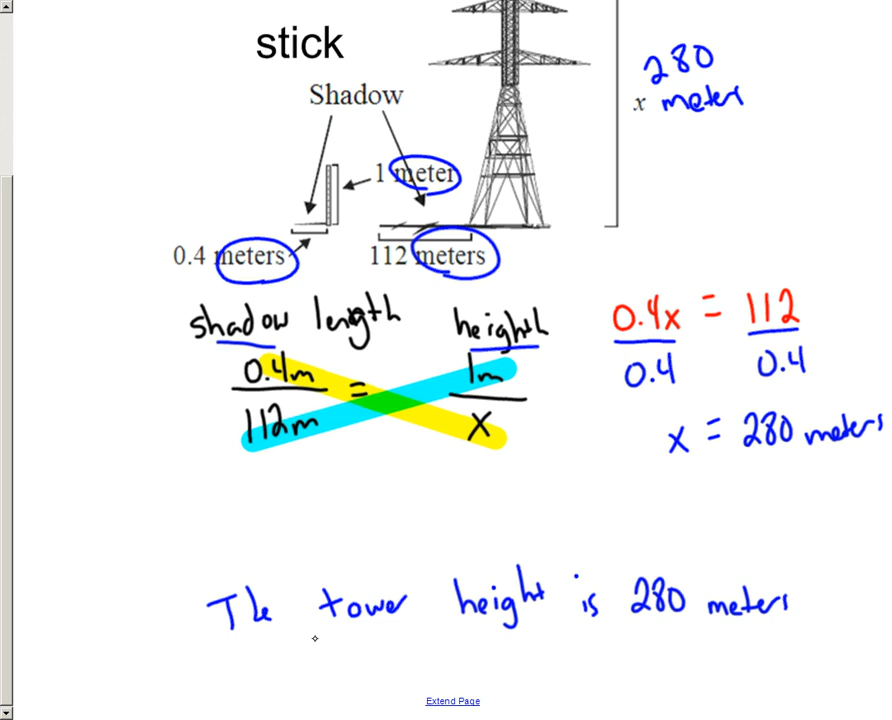 stick
280
x meters
Shadow
1 meter
0.4 meters
112 meters
shadow length
heighth
0.4x = 112
0.4m = 1m
0.4 0.4
112m x
x = 280 meters
The tower height is 280 meters
Extend Page